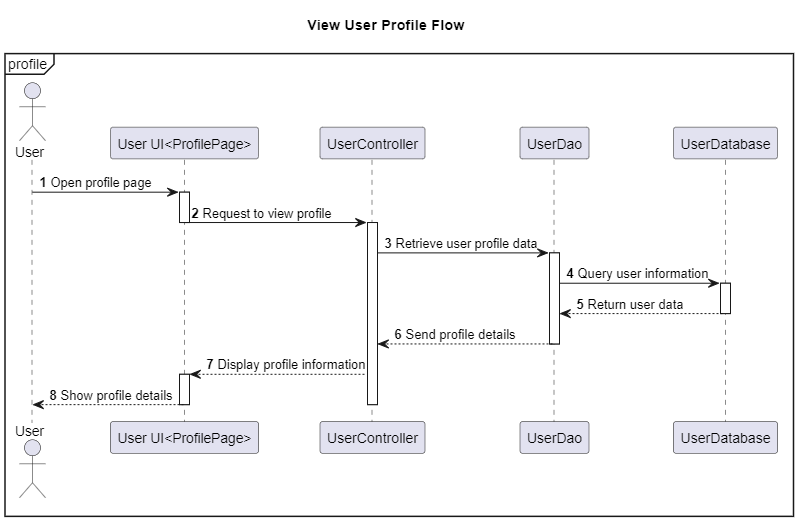 View User Profile Flow
profile
User
User UI<ProfilePage>
UserController
UserDao
UserDatabase
1 Open profile page
2 Request to view profile
3 Retrieve user profile data
4 Query user information
5 Return user data
6 Send profile details
7 Display profile information
8 Show profile details
User
User UI<ProfilePage>
UserController
UserDao
UserDatabase